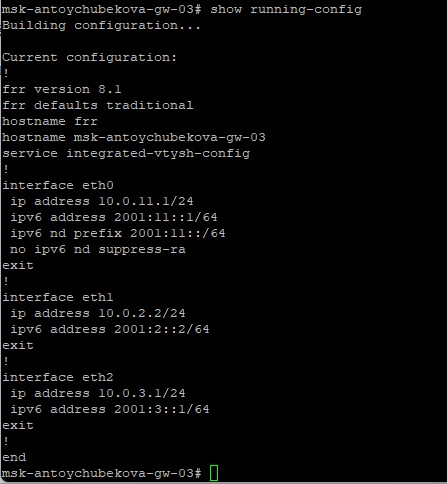 msk-antoychubekova-gw-03# show running-config
Building configuration...

Current configuration:
!
frr version 8.1
frr defaults traditional
hostname frr
hostname msk-antoychubekova-gw-03
service integrated-vtysh-config
!
interface eth0
 ip address 10.0.11.1/24
 ipv6 address 2001:11::1/64
 ipv6 nd prefix 2001:11::/64
 no ipv6 nd suppress-ra
exit
!
interface eth1
 ip address 10.0.2.2/24
 ipv6 address 2001:2::2/64
exit
!
interface eth2
 ip address 10.0.3.1/24
 ipv6 address 2001:3::1/64
exit
!
end
msk-antoychubekova-gw-03#